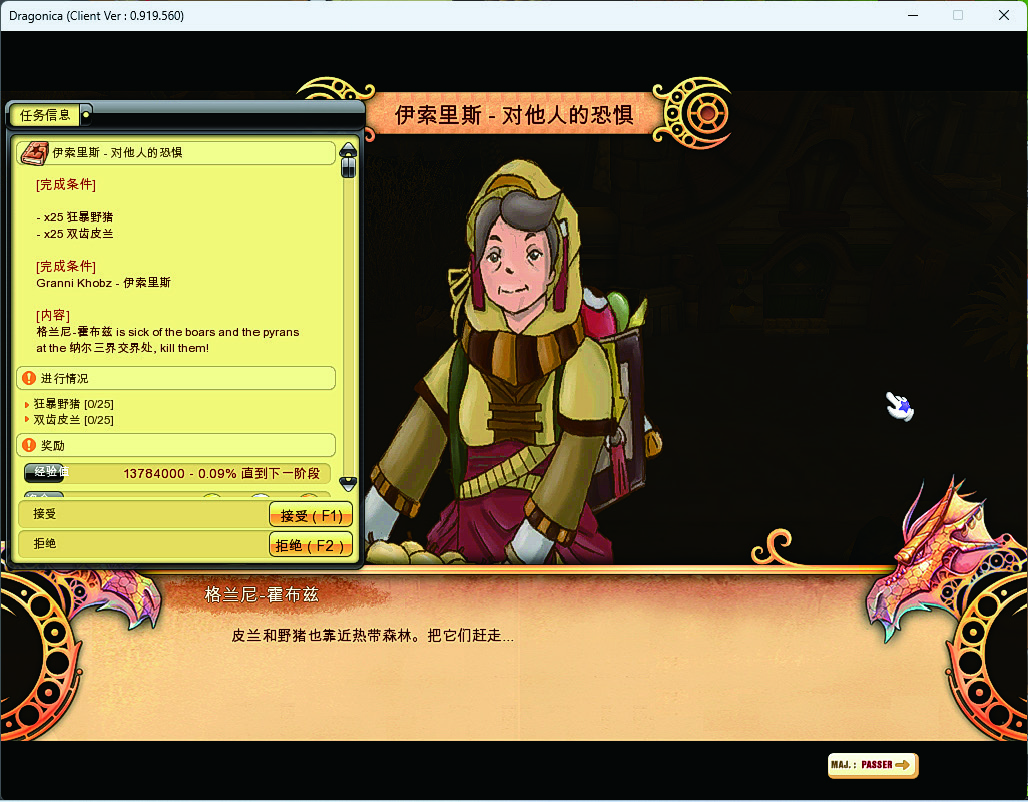 Dragonica (Client Ver : 0.919.560)
伊索里斯 - 对他人的恐惧
任务信息
伊索里斯 - 对他人的恐惧
[完成条件]
- x25 狂暴野猪
- x25 双齿皮兰
[完成条件]
Granni Khobz - 伊索里斯
[内容]
格兰尼-霍布兹 is sick of the boars and the pyrans
at the 纳尔三界交界处, kill them!
进行情况
狂暴野猪 [0/25]
双齿皮兰 [0/25]
奖励
经验值 13784000 - 0.09% 直到下一阶段
接受 接受 ( F1)
拒绝 拒绝 ( F2 )
格兰尼-霍布兹
皮兰和野猪也靠近热带森林。把它们赶走...
MAJ. : PASSER